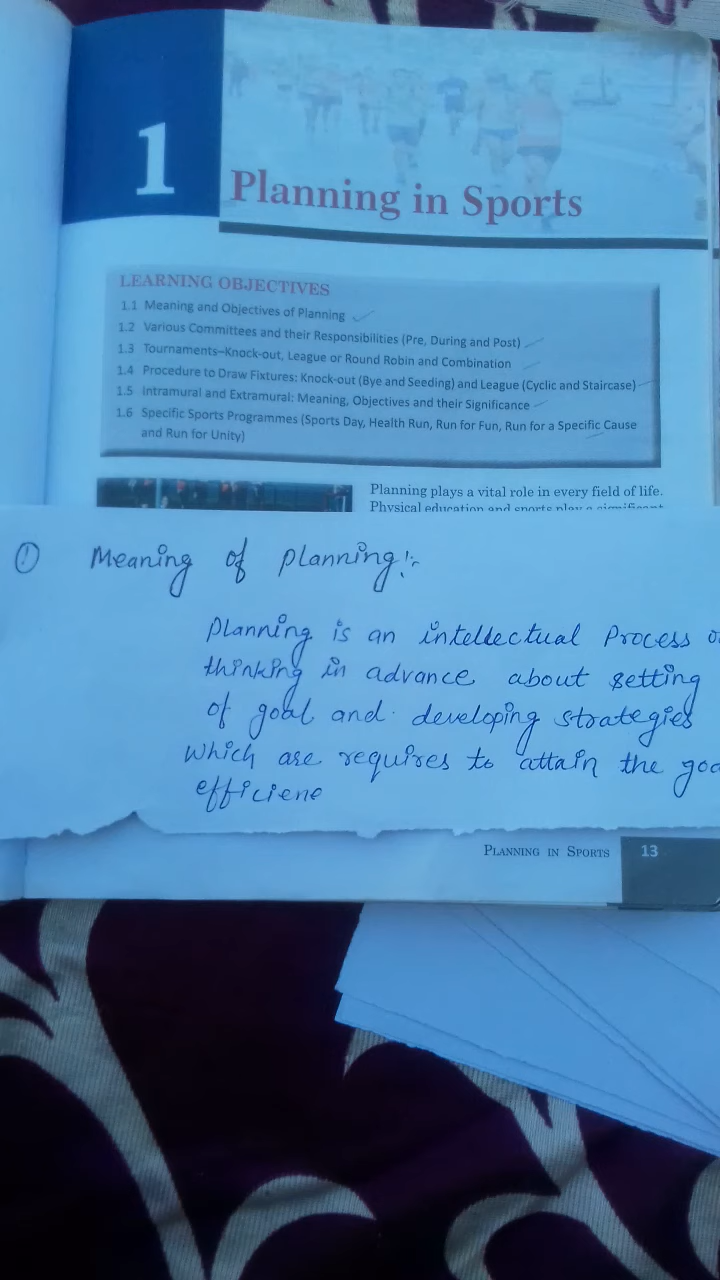 1
Planning in Sports
LEARNING OBJECTIVES
1.1 Meaning and Objectives of Planning
1.2 Various Committees and their Responsibilities (Pre, During and Post)
1.3 Tournaments–Knock-out, League or Round Robin and Combination
1.4 Procedure to Draw Fixtures: Knock-out (Bye and Seeding) and League (Cyclic and Staircase)
1.5 Intramural and Extramural: Meaning, Objectives and their Significance
1.6 Specific Sports Programmes (Sports Day, Health Run, Run for Fun, Run for a Specific Cause
and Run for Unity)
Planning plays a vital role in every field of life.
Physical education and sports play a significant
① Meaning of planning:-
Planning is an intellectual Process
thinking in advance about setting
of goal and developing strategies
which are requires to attain the
efficiene
PLANNING IN SPORTS 13